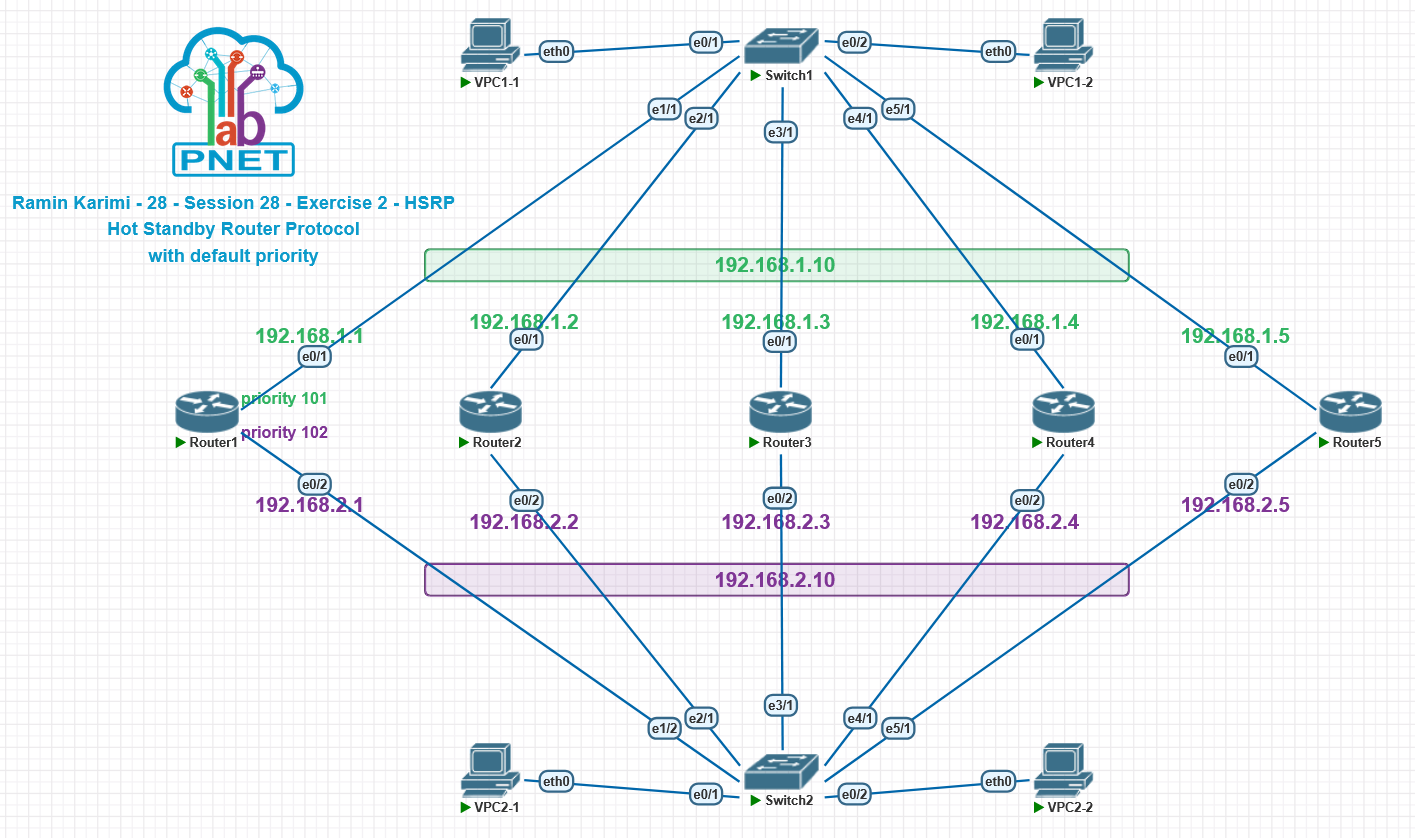 VPC1-1
eth0
e0/1
Switch1
e0/2
eth0
VPC1-2
e1/1
e2/1
e3/1
e4/1
e5/1
lab
PNET
Ramin Karimi - 28 - Session 28 - Exercise 2 - HSRP
Hot Standby Router Protocol
with default priority
192.168.1.10
192.168.1.1
192.168.1.2
192.168.1.3
192.168.1.4
192.168.1.5
e0/1
e0/1
e0/1
e0/1
e0/1
priority 101
priority 102
Router1
Router2
Router3
Router4
Router5
e0/2
e0/2
e0/2
e0/2
e0/2
192.168.2.1
192.168.2.2
192.168.2.3
192.168.2.4
192.168.2.5
192.168.2.10
e1/2
e2/1
e3/1
e4/1
e5/1
VPC2-1
eth0
e0/1
Switch2
e0/2
eth0
VPC2-2